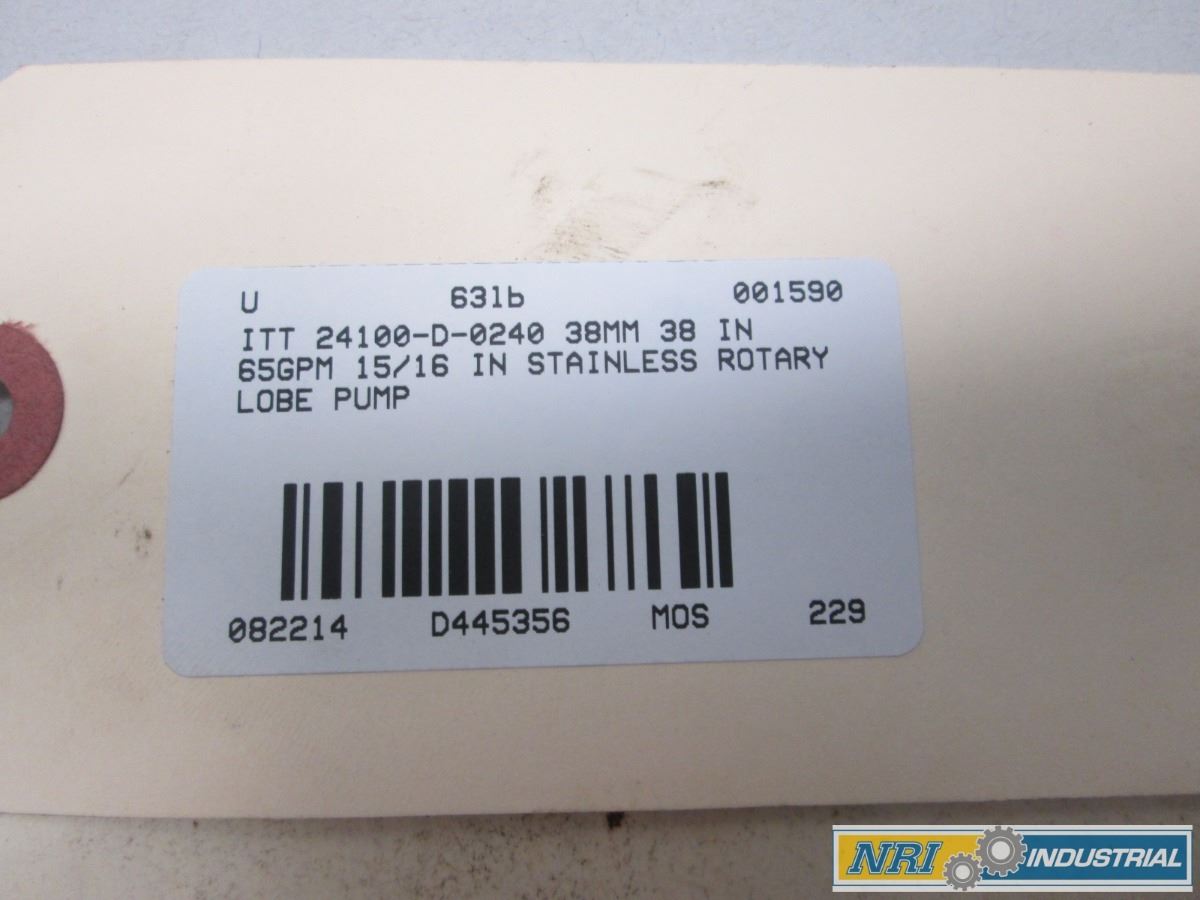 U 63lb 001590
ITT 24100-D-0240 38MM 38 IN
65GPM 15/16 IN STAINLESS ROTARY
LOBE PUMP
082214 D445356 MOS 229
NRI INDUSTRIAL